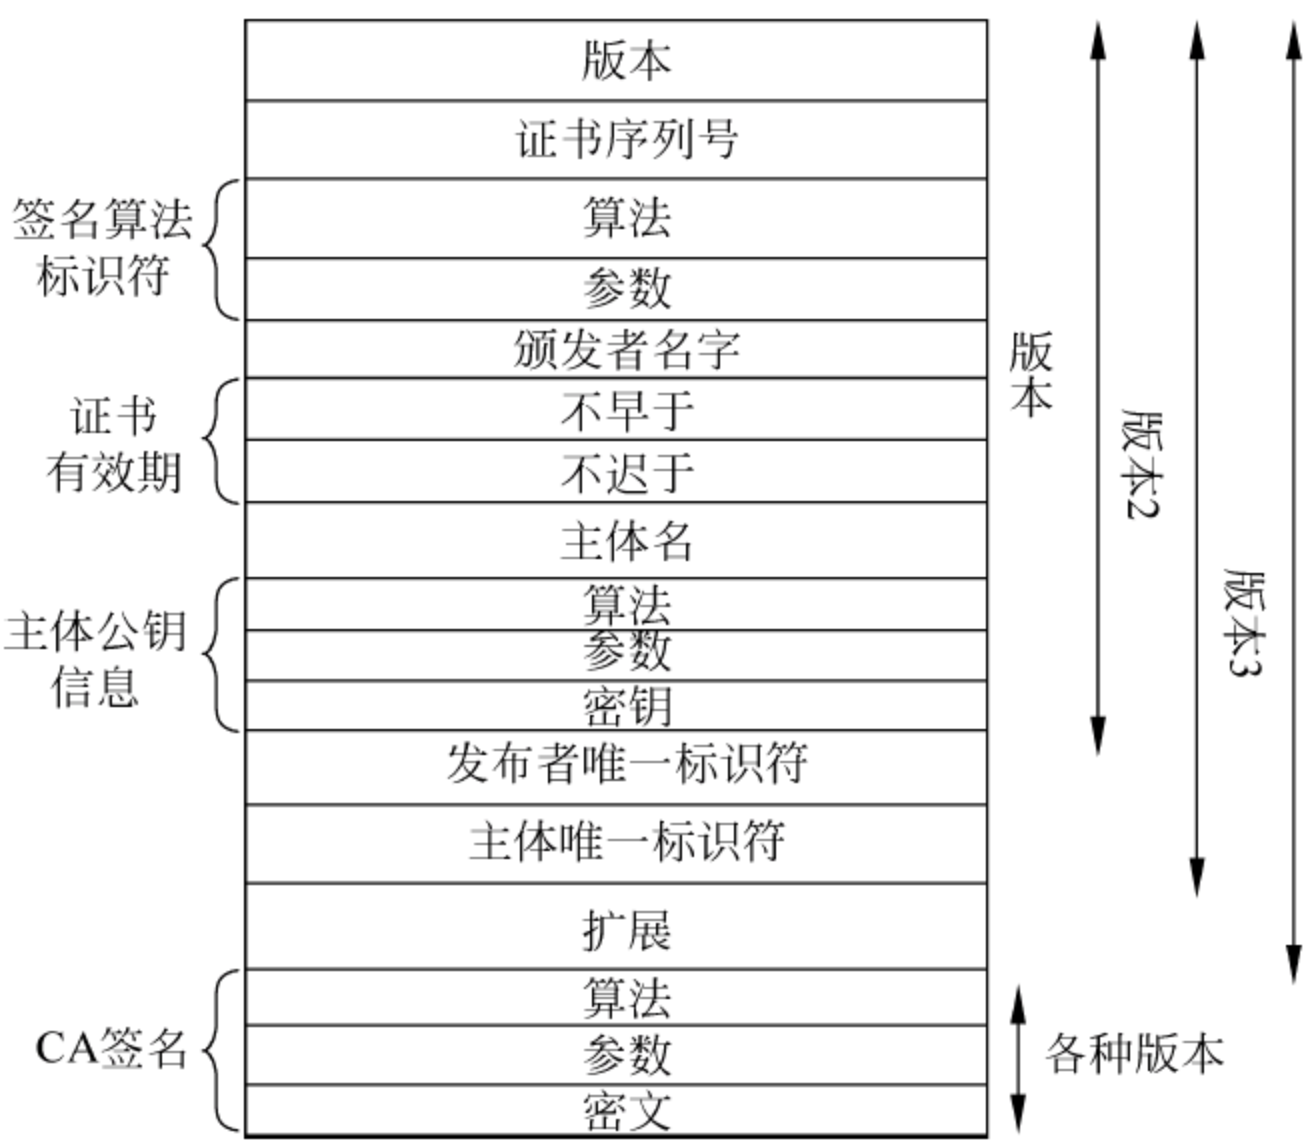 版本
证书序列号
签名算法
标识符
算法
参数
颁发者名字
证书
有效期
不早于
不迟于
主体名
主体公钥
信息
算法
参数
密钥
发布者唯一标识符
主体唯一标识符
扩展
CA签名
算法
参数
密文
版本
版本2
版本3
各种版本